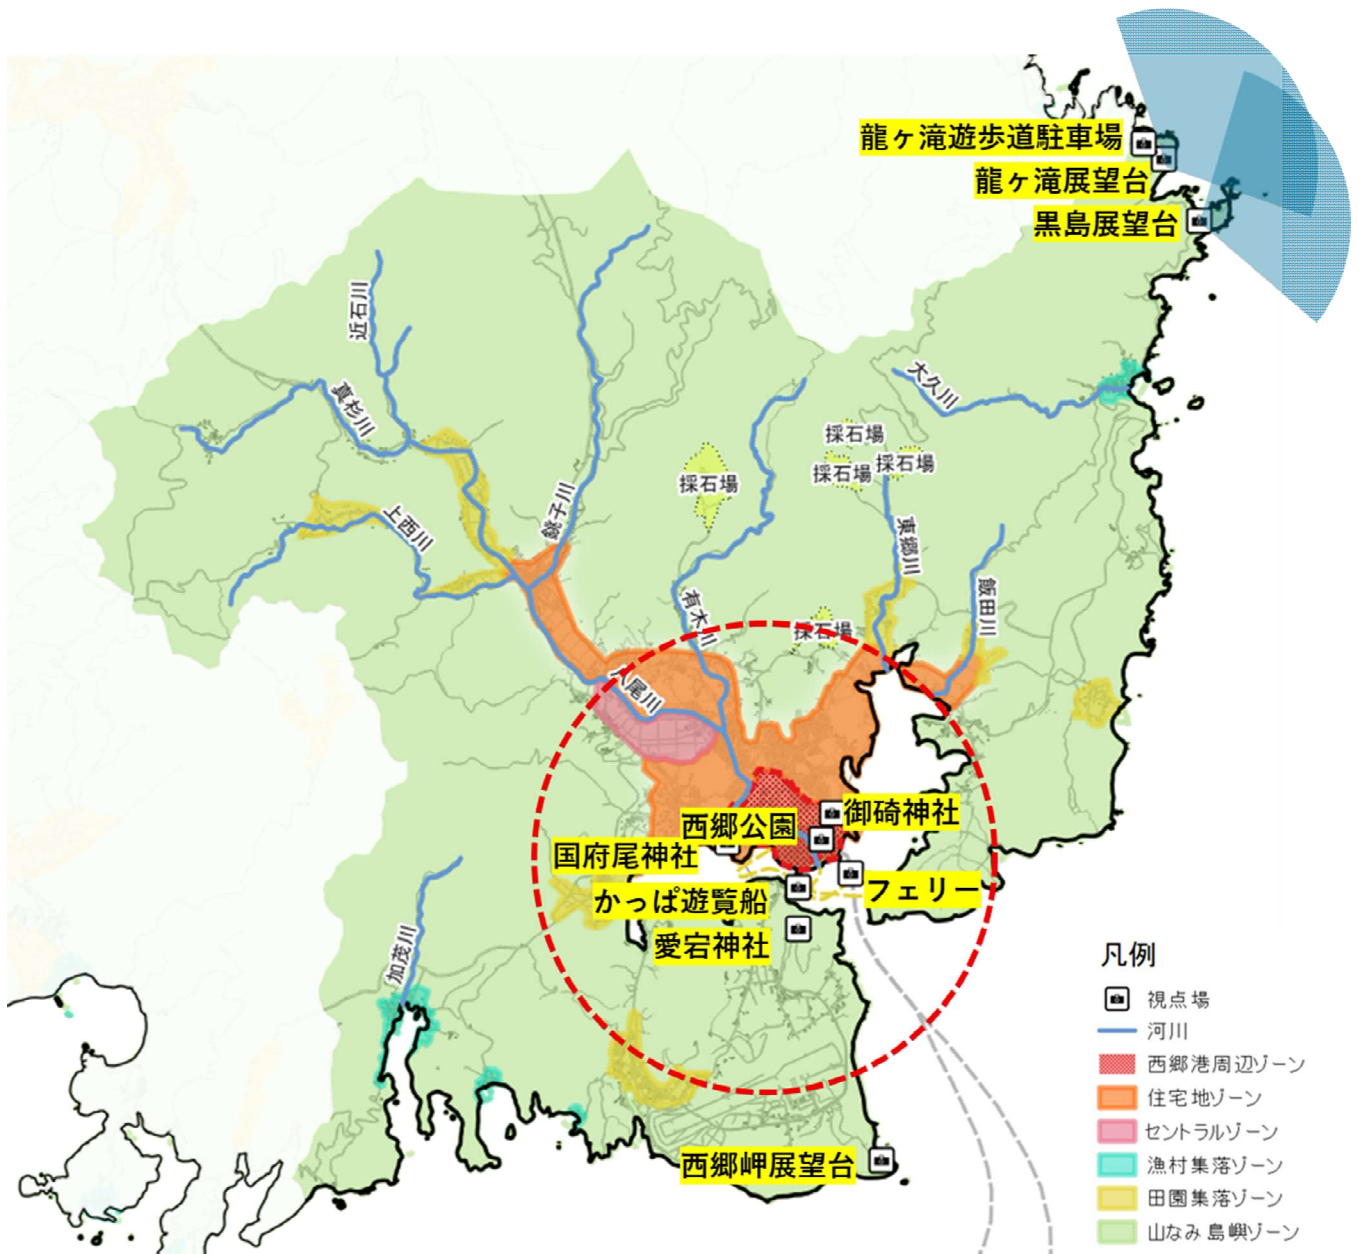 龍ヶ滝遊歩道駐車場
龍ヶ滝展望台
黒島展望台
近石川
真杉川
大久川
採石場
採石場
採石場
採石場
上西川
銚子川
東郷川
飯田川
有木川
採石場
八尾川
御碕神社
西郷公園
国府尾神社
フェリー
かっぱ遊覧船
愛宕神社
加茂川
西郷岬展望台
凡例
視点場
河川
西郷港周辺ゾーン
住宅地ゾーン
セントラルゾーン
漁村集落ゾーン
田園集落ゾーン
山なみ島嶼ゾーン